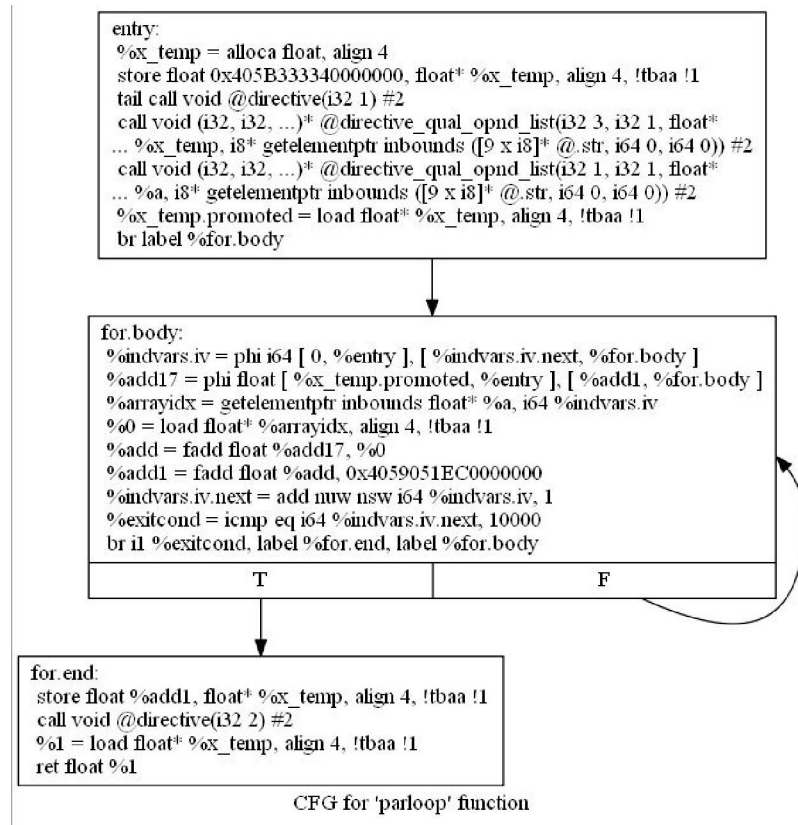 entry:
%x_temp = alloca float, align 4
store float 0x405B333340000000, float* %x_temp, align 4, !tbaa !1
tail call void @directive(i32 1) #2
call void (i32, i32, ...)* @directive_qual_opnd_list(i32 3, i32 1, float*
... %x_temp, i8* getelementptr inbounds ([9 x i8]* @.str, i64 0, i64 0)) #2
call void (i32, i32, ...)* @directive_qual_opnd_list(i32 1, i32 1, float*
... %a, i8* getelementptr inbounds ([9 x i8]* @.str, i64 0, i64 0)) #2
%x_temp.promoted = load float* %x_temp, align 4, !tbaa !1
br label %for.body
for.body:
%indvars.iv = phi i64 [ 0, %entry ], [ %indvars.iv.next, %for.body ]
%add17 = phi float [ %x_temp.promoted, %entry ], [ %add1, %for.body ]
%arrayidx = getelementptr inbounds float* %a, i64 %indvars.iv
%0 = load float* %arrayidx, align 4, !tbaa !1
%add = fadd float %add17, %0
%add1 = fadd float %add, 0x4059051EC0000000
%indvars.iv.next = add nuw nsw i64 %indvars.iv, 1
%exitcond = icmp eq i64 %indvars.iv.next, 10000
br i1 %exitcond, label %for.end, label %for.body
T F
for.end:
store float %add1, float* %x_temp, align 4, !tbaa !1
call void @directive(i32 2) #2
%1 = load float* %x_temp, align 4, !tbaa !1
ret float %1
CFG for 'parloop' function